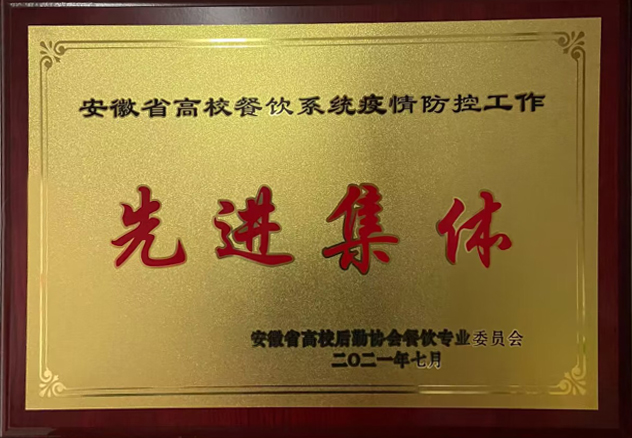 安徽省高校餐饮系统疫情防控工作
先进集体
安徽省高校后勤协会餐饮专业委员会
二〇二一年七月